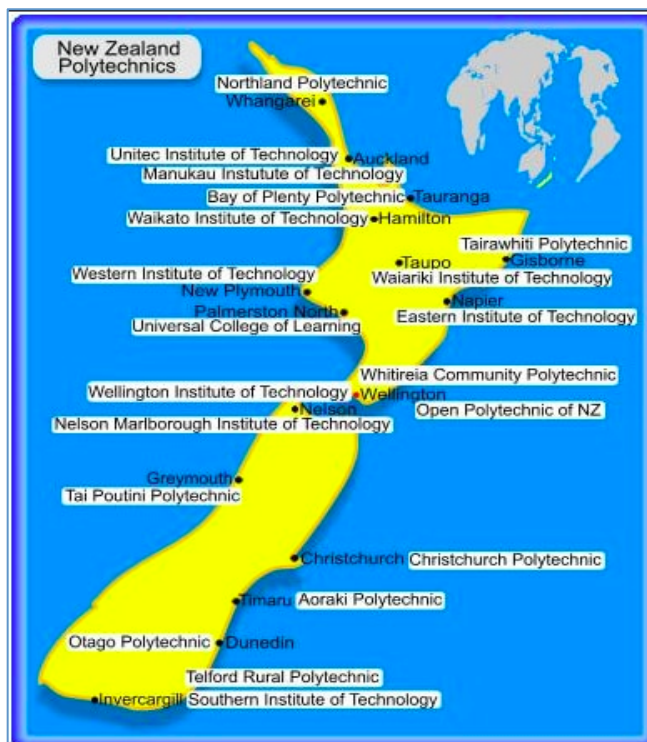 New Zealand
Polytechnics
Northland Polytechnic
Whangarei
Unitec Institute of Technology
Auckland
Manukau Instutute of Technology
Bay of Plenty Polytechnic
Tauranga
Waikato Institute of Technology
Hamilton
Tairawhiti Polytechnic
Taupo
Gisborne
Western Institute of Technology
Waiariki Institute of Technology
New Plymouth
Napier
Palmerston North
Eastern Institute of Technology
Universal College of Learning
Whitireia Community Polytechnic
Wellington Institute of Technology
Wellington
Nelson
Open Polytechnic of NZ
Nelson Marlborough Institute of Technology
Greymouth
Tai Poutini Polytechnic
Christchurch
Christchurch Polytechnic
Timaru
Aoraki Polytechnic
Otago Polytechnic
Dunedin
Telford Rural Polytechnic
Invercargill
Southern Institute of Technology